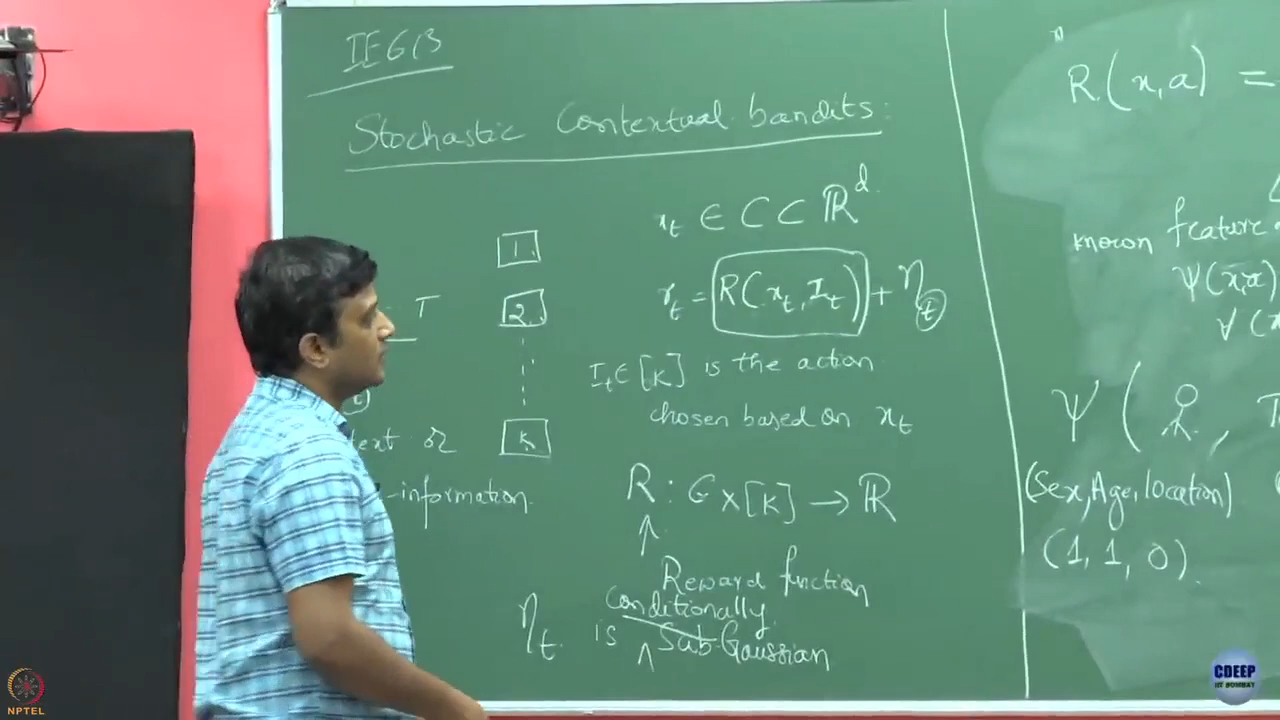 IE613
Stochastic Contextual bandits:
x_t ∈ C ⊂ ℝ^d
1
2
K
T
r_t = R(x_t, I_t) + η_t
I_t ∈ [K] is the action
chosen based on x_t
t
text or
-information
R : C × [K] → ℝ
↑
Reward function
conditionally
η_t is ∧ Sub-Gaussian
R(x, a) =
known feature
Ψ(x, a)
∀ (x
Ψ ( ,
(Sex, Age, location)
(1, 1, 0)
NPTEL
CDEEP
IIT BOMBAY